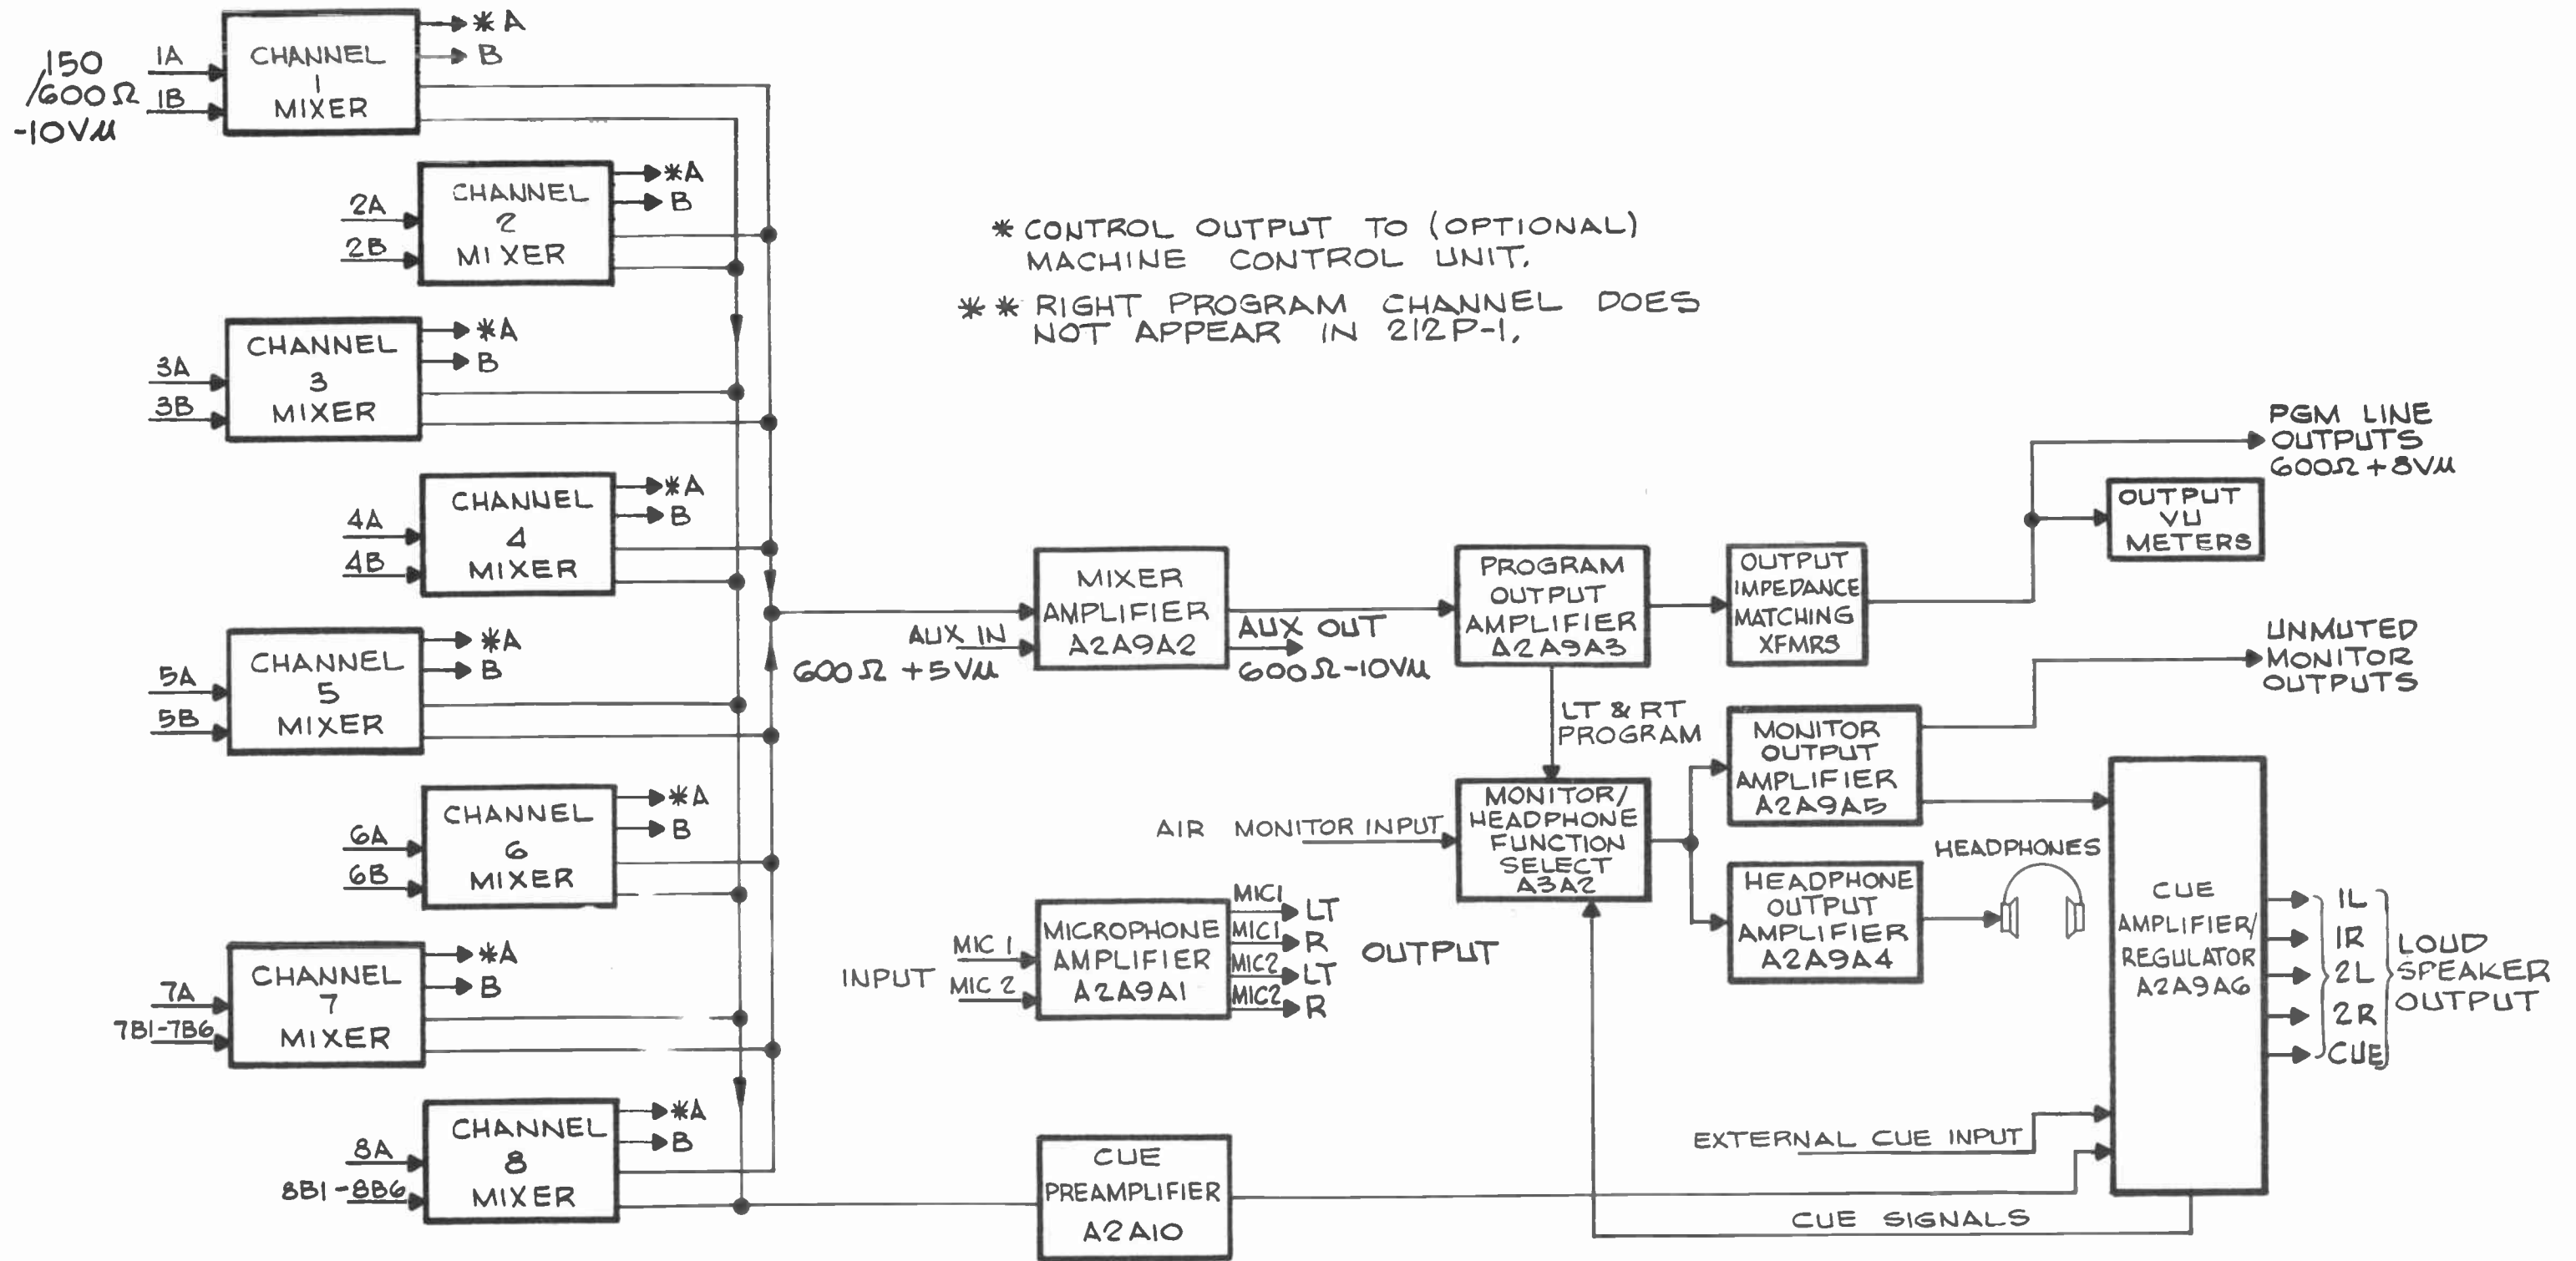 150
/600Ω
-10VU
1A
1B
CHANNEL
1
MIXER
*A
B
2A
2B
CHANNEL
2
MIXER
*A
B
3A
3B
CHANNEL
3
MIXER
*A
B
4A
4B
CHANNEL
4
MIXER
*A
B
5A
5B
CHANNEL
5
MIXER
*A
B
6A
6B
CHANNEL
6
MIXER
*A
B
7A
7B1-7B6
CHANNEL
7
MIXER
*A
B
8A
8B1-8B6
CHANNEL
8
MIXER
*A
B
* CONTROL OUTPUT TO (OPTIONAL)
MACHINE CONTROL UNIT.
** RIGHT PROGRAM CHANNEL DOES
NOT APPEAR IN 212P-1.
AUX IN
600Ω +5VU
MIXER
AMPLIFIER
A2A9A2
AUX OUT
600Ω-10VU
PROGRAM
OUTPUT
AMPLIFIER
A2A9A3
OUTPUT
IMPEDANCE
MATCHING
XFMRS
PGM LINE
OUTPUTS
600Ω +8VU
OUTPUT
VU
METERS
LT & RT
PROGRAM
UNMUTED
MONITOR
OUTPUTS
AIR MONITOR INPUT
MONITOR/
HEADPHONE
FUNCTION
SELECT
A3A2
MONITOR
OUTPUT
AMPLIFIER
A2A9A5
HEADPHONE
OUTPUT
AMPLIFIER
A2A9A4
HEADPHONES
INPUT
MIC 1
MIC 2
MICROPHONE
AMPLIFIER
A2A9A1
MIC1 LT
MIC1 R
MIC2 LT
MIC2 R
OUTPUT
CUE
AMPLIFIER/
REGULATOR
A2A9A6
1L
1R
2L
2R
CUE
LOUD
SPEAKER
OUTPUT
EXTERNAL CUE INPUT
CUE
PREAMPLIFIER
A2A10
CUE SIGNALS